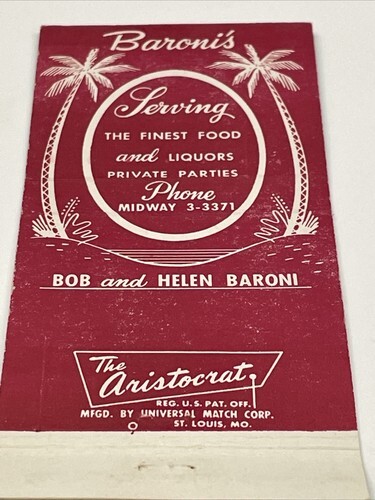 Baroni's
Serving
THE FINEST FOOD
and LIQUORS
PRIVATE PARTIES
Phone
MIDWAY 3-3371
BOB and HELEN BARONI
The
Aristocrat
REG. U.S. PAT. OFF.
MFGD. BY UNIVERSAL MATCH CORP.
ST. LOUIS, MO.